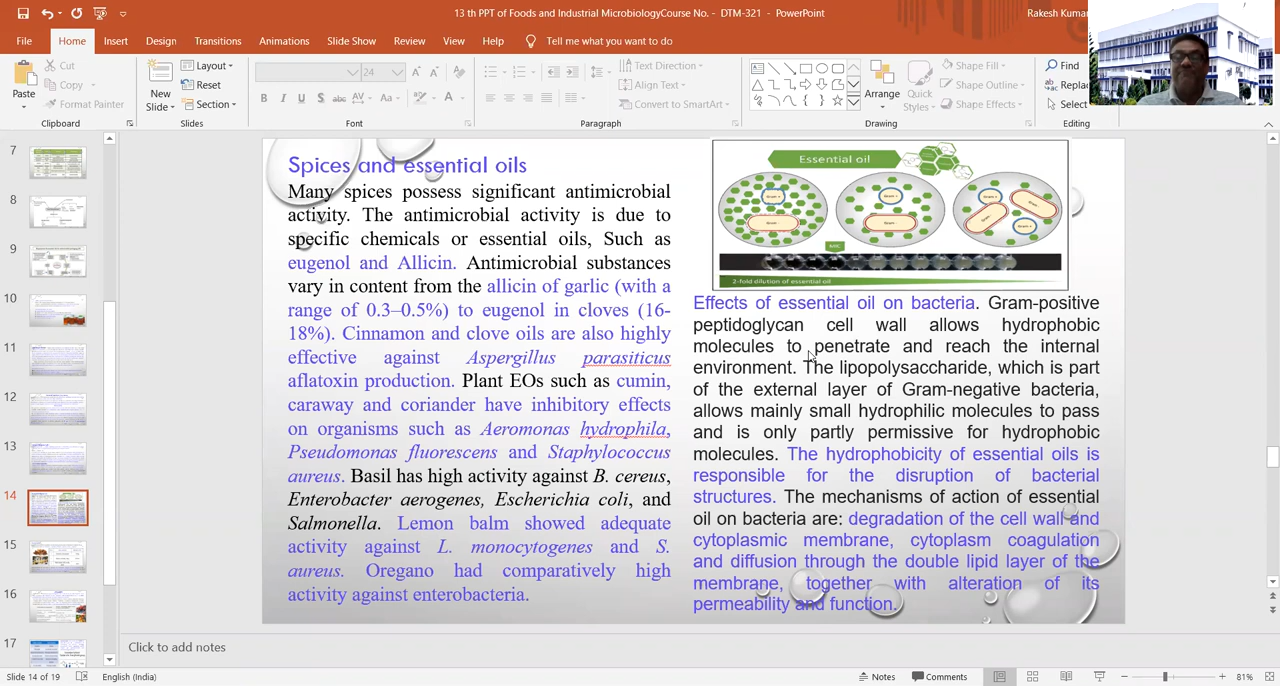 13 th PPT of Foods and Industrial MicrobiologyCourse No. - DTM-321 - PowerPoint
Rakesh Kumar
File
Home
Insert
Design
Transitions
Animations
Slide Show
Review
View
Help
Tell me what you want to do
Paste
Cut
Copy
Format Painter
Clipboard
New
Slide
Layout
Reset
Section
Slides
24
Font
Text Direction
Align Text
Convert to SmartArt
Paragraph
Arrange
Quick
Styles
Shape Fill
Shape Outline
Shape Effects
Drawing
Find
Select
Editing
7
8
9
10
11
12
13
14
15
16
17
Spices and essential oils
Many spices possess significant antimicrobial
activity. The antimicrobial activity is due to
specific chemicals or essential oils, Such as
eugenol and Allicin. Antimicrobial substances
vary in content from the allicin of garlic (with a
range of 0.3–0.5%) to eugenol in cloves (16-
18%). Cinnamon and clove oils are also highly
effective against Aspergillus parasiticus
aflatoxin production. Plant EOs such as cumin,
caraway and coriander have inhibitory effects
on organisms such as Aeromonas hydrophila,
Pseudomonas fluorescens and Staphylococcus
aureus. Basil has high activity against B. cereus,
Enterobacter aerogenes, Escherichia coli, and
Salmonella. Lemon balm showed adequate
activity against L. monocytogenes and S.
aureus. Oregano had comparatively high
activity against enterobacteria.
Essential oil
MIC
2-fold dilution of essential oil
Effects of essential oil on bacteria. Gram-positive
peptidoglycan cell wall allows hydrophobic
molecules to penetrate and reach the internal
environment. The lipopolysaccharide, which is part
of the external layer of Gram-negative bacteria,
allows mainly small hydrophilic molecules to pass
and is only partly permissive for hydrophobic
molecules. The hydrophobicity of essential oils is
responsible for the disruption of bacterial
structures. The mechanisms of action of essential
oil on bacteria are: degradation of the cell wall and
cytoplasmic membrane, cytoplasm coagulation
and diffusion through the double lipid layer of the
membrane, together with alteration of its
permeability and function.
Click to add notes
Slide 14 of 19
English (India)
Notes
Comments
81%